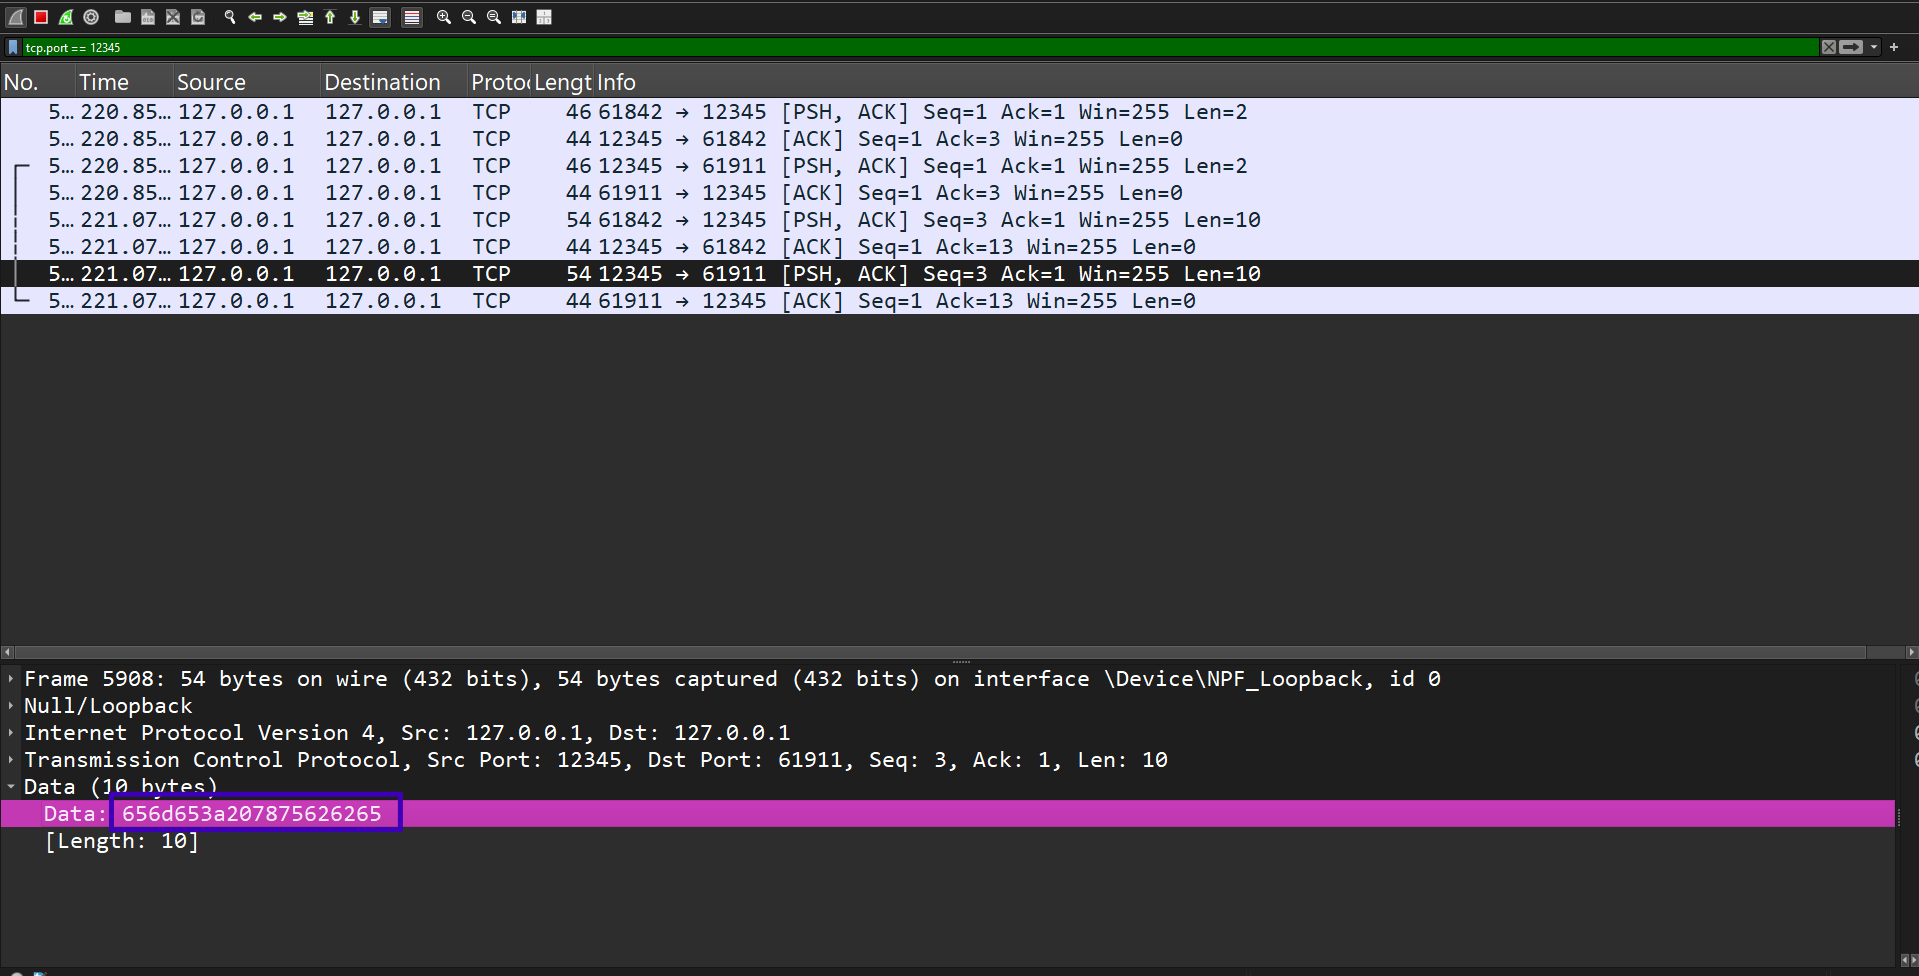 tcp.port == 12345
No. Time Source Destination Protoc Lengt Info
5… 220.85… 127.0.0.1 127.0.0.1 TCP 46 61842 → 12345 [PSH, ACK] Seq=1 Ack=1 Win=255 Len=2
5… 220.85… 127.0.0.1 127.0.0.1 TCP 44 12345 → 61842 [ACK] Seq=1 Ack=3 Win=255 Len=0
5… 220.85… 127.0.0.1 127.0.0.1 TCP 46 12345 → 61911 [PSH, ACK] Seq=1 Ack=1 Win=255 Len=2
5… 220.85… 127.0.0.1 127.0.0.1 TCP 44 61911 → 12345 [ACK] Seq=1 Ack=3 Win=255 Len=0
5… 221.07… 127.0.0.1 127.0.0.1 TCP 54 61842 → 12345 [PSH, ACK] Seq=3 Ack=1 Win=255 Len=10
5… 221.07… 127.0.0.1 127.0.0.1 TCP 44 12345 → 61842 [ACK] Seq=1 Ack=13 Win=255 Len=0
5… 221.07… 127.0.0.1 127.0.0.1 TCP 54 12345 → 61911 [PSH, ACK] Seq=3 Ack=1 Win=255 Len=10
5… 221.07… 127.0.0.1 127.0.0.1 TCP 44 61911 → 12345 [ACK] Seq=1 Ack=13 Win=255 Len=0
Frame 5908: 54 bytes on wire (432 bits), 54 bytes captured (432 bits) on interface \Device\NPF_Loopback, id 0
Null/Loopback
Internet Protocol Version 4, Src: 127.0.0.1, Dst: 127.0.0.1
Transmission Control Protocol, Src Port: 12345, Dst Port: 61911, Seq: 3, Ack: 1, Len: 10
Data (10 bytes)
Data: 656d653a207875626265
[Length: 10]